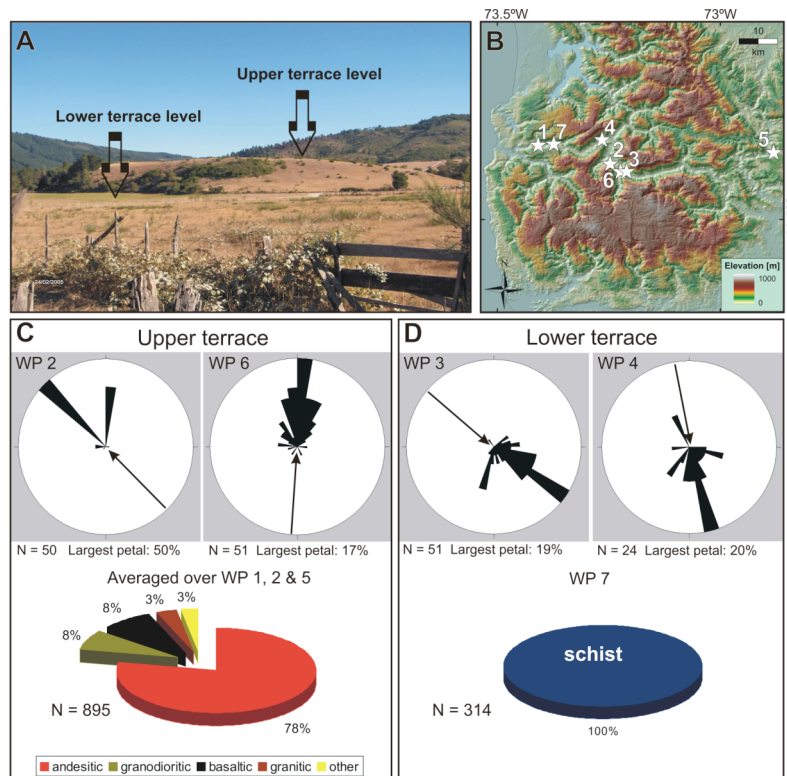 A
Upper terrace level
Lower terrace level
24/02/2005
73.5°W
73°W
B
10
km
1
7
4
2
3
6
5
Elevation [m]
1000
0
C
Upper terrace
WP 2
WP 6
N = 50 Largest petal: 50%
N = 51 Largest petal: 17%
Averaged over WP 1, 2 & 5
8%
8%
3%
3%
78%
N = 895
andesitic granodioritic basaltic granitic other
D
Lower terrace
WP 3
WP 4
N = 51 Largest petal: 19%
N = 24 Largest petal: 20%
WP 7
schist
N = 314
100%